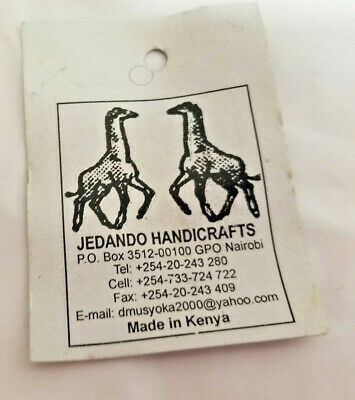 JEDANDO HANDICRAFTS
P.O. Box 3512-00100 GPO Nairobi
Tel: +254-20-243 280
Cell: +254-733-724 722
Fax: +254-20-243 409
E-mail: dmusyoka2000@yahoo.com
Made in Kenya